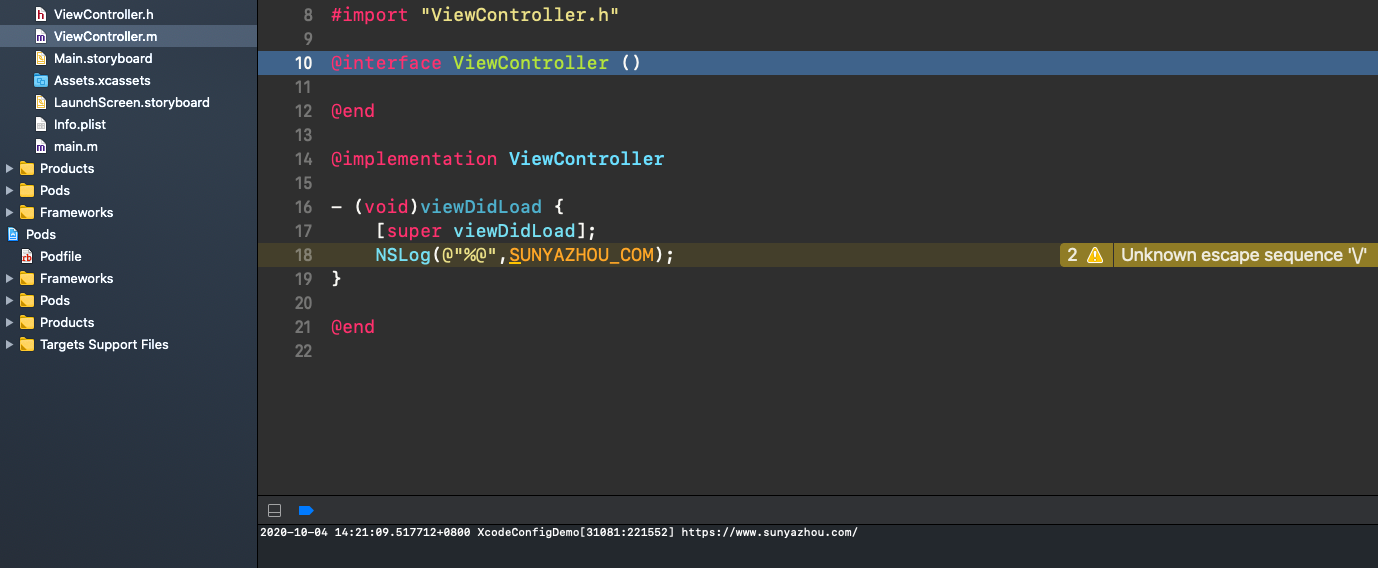 ViewController.h
ViewController.m
Main.storyboard
Assets.xcassets
LaunchScreen.storyboard
Info.plist
main.m
Products
Pods
Frameworks
Pods
Podfile
Frameworks
Pods
Products
Targets Support Files
8 #import "ViewController.h"
9
10 @interface ViewController ()
11
12 @end
13
14 @implementation ViewController
15
16 - (void)viewDidLoad {
17 [super viewDidLoad];
18 NSLog(@"%@",SUNYAZHOU_COM); 2 Unknown escape sequence '\/'
19 }
20
21 @end
22
2020-10-04 14:21:09.517712+0800 XcodeConfigDemo[31081:221552] https://www.sunyazhou.com/